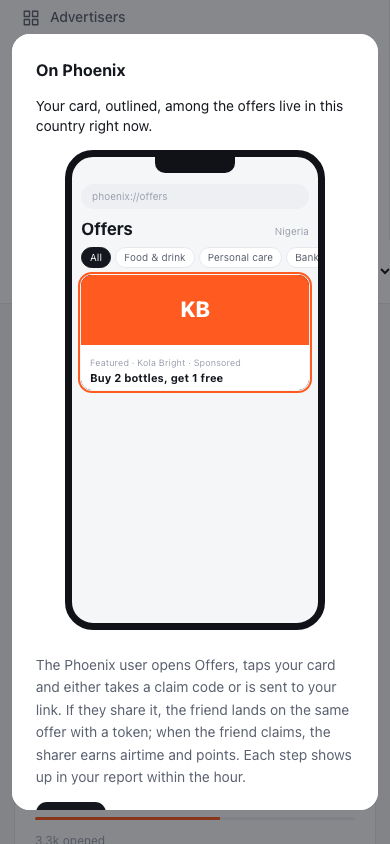 Advertisers
On Phoenix
Your card, outlined, among the offers live in this
country right now.
phoenix://offers
Offers
Nigeria
All
Food & drink
Personal care
Bank
KB
Featured · Kola Bright · Sponsored
Buy 2 bottles, get 1 free
The Phoenix user opens Offers, taps your card
and either takes a claim code or is sent to your
link. If they share it, the friend lands on the same
offer with a token; when the friend claims, the
sharer earns airtime and points. Each step shows
up in your report within the hour.
3.3k opened